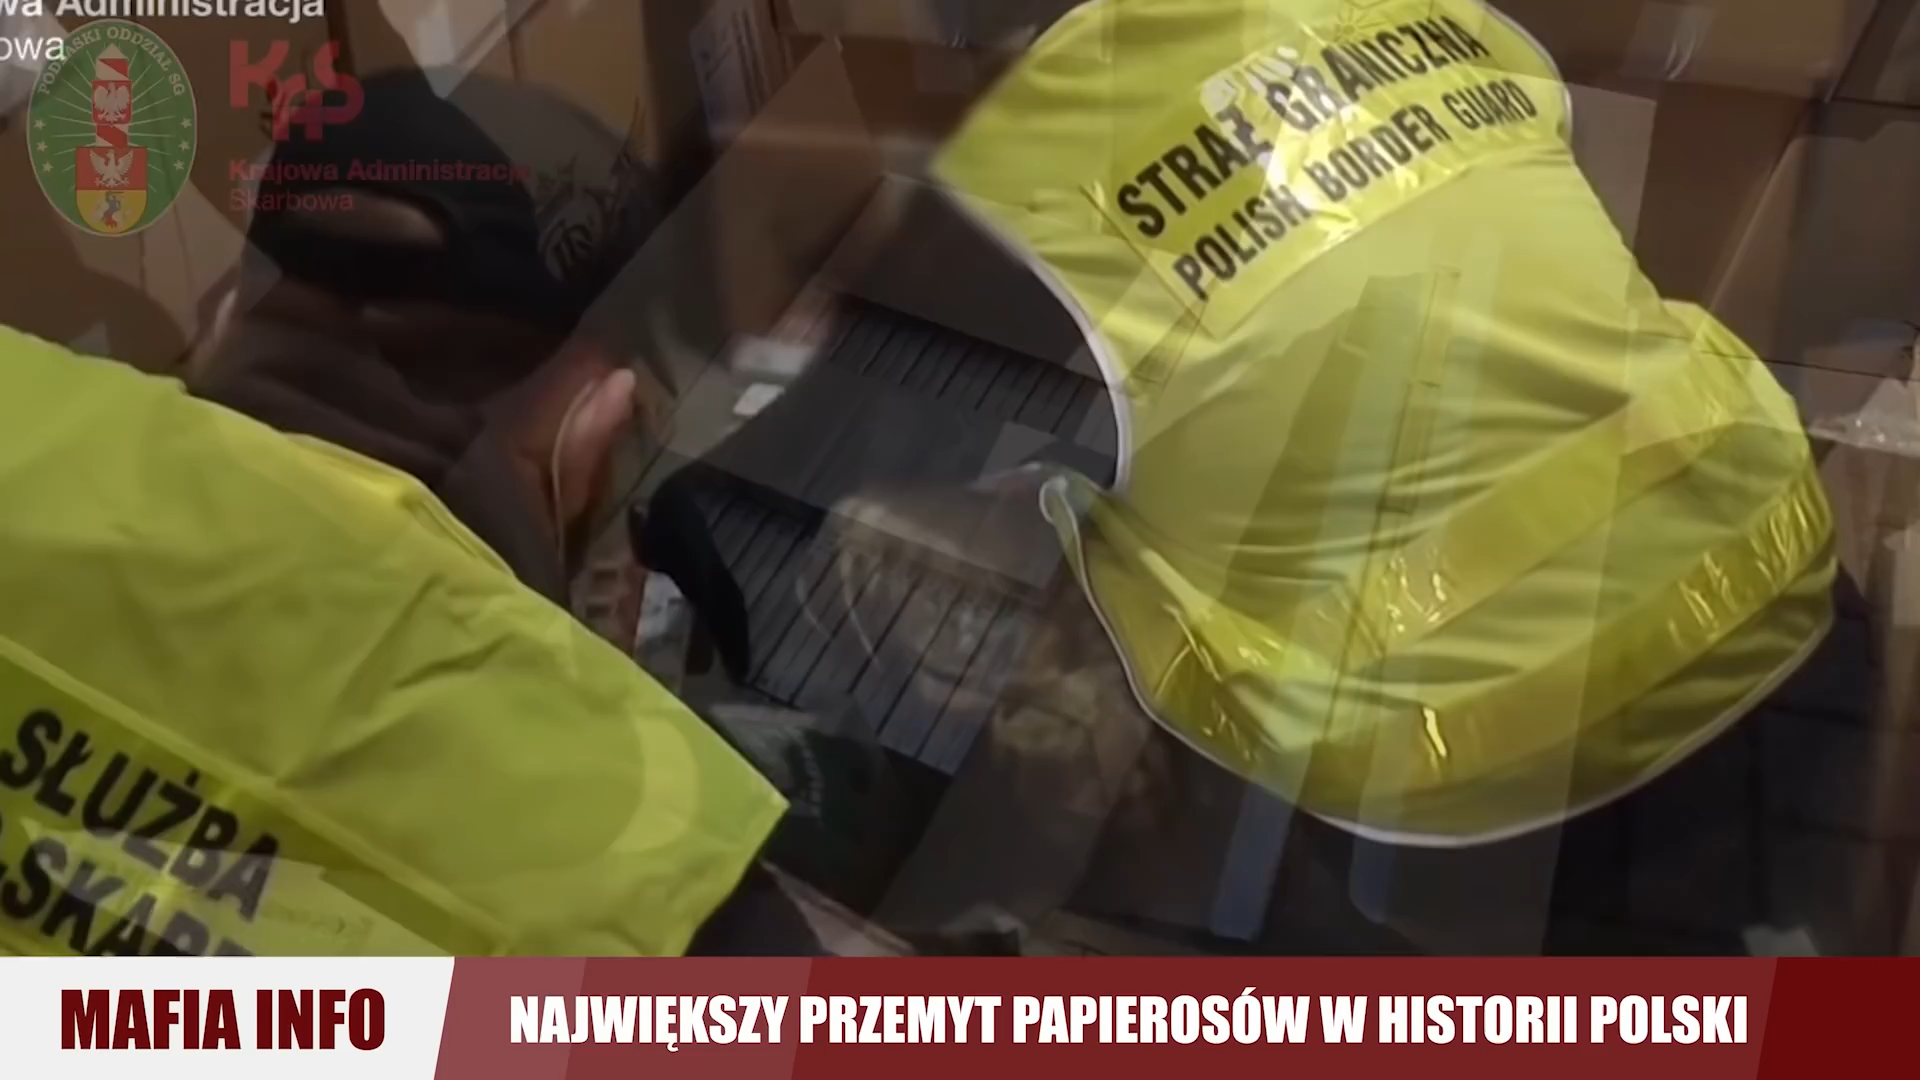 wa Administracja
owa
PODLASKI ODDZIAŁ SG
KAS
Krajowa Administracja
Skarbowa
STRAŻ GRANICZNA
POLISH BORDER GUARD
SŁUŻBA
MAFIA INFO
NAJWIĘKSZY PRZEMYT PAPIEROSÓW W HISTORII POLSKI